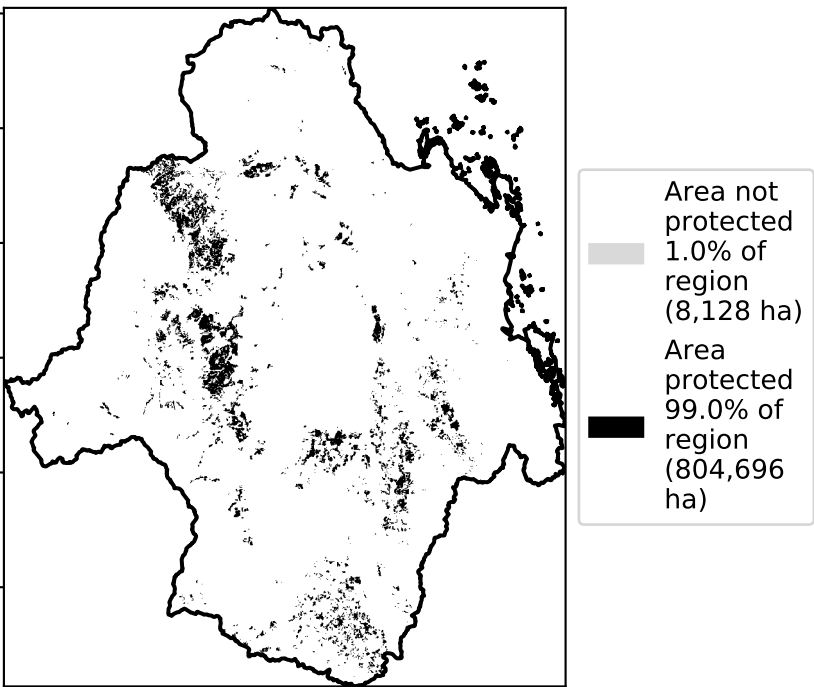 Area not
protected
1.0% of
region
(8,128 ha)
Area
protected
99.0% of
region
(804,696
ha)